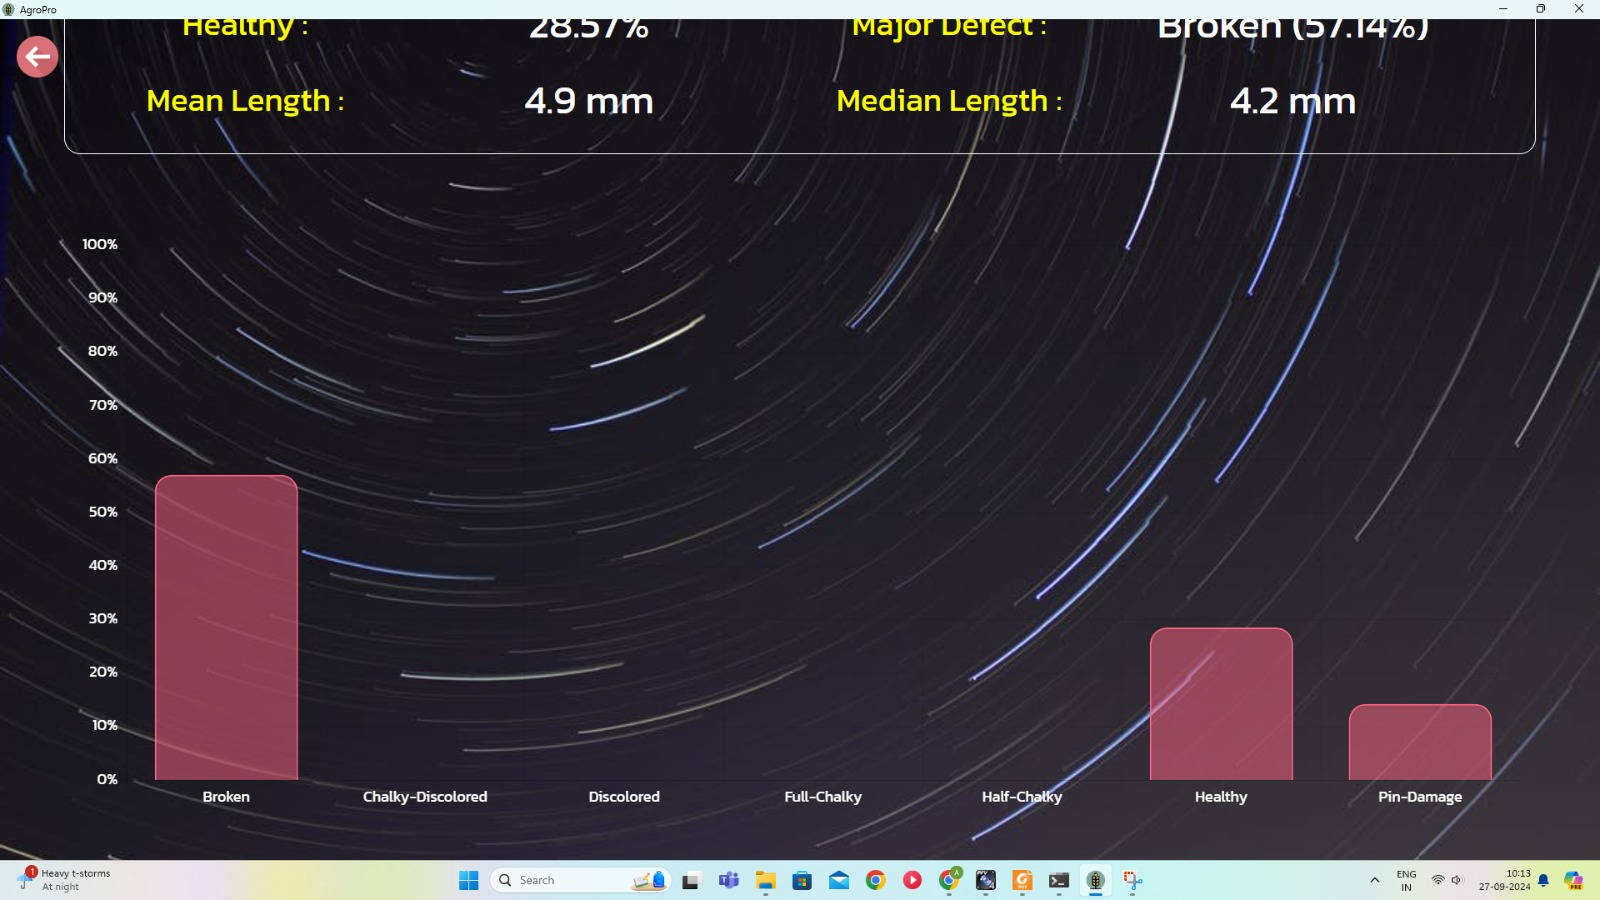 AgroPro
Healthy : 28.57% Major Defect : Broken (57.14%)
Mean Length : 4.9 mm Median Length : 4.2 mm
100%
90%
80%
70%
60%
50%
40%
30%
20%
10%
0%
Broken Chalky-Discolored Discolored Full-Chalky Half-Chalky Healthy Pin-Damage
1
Heavy t-storms
At night
Search
A
ENG
IN
10:13
27-09-2024
PRE